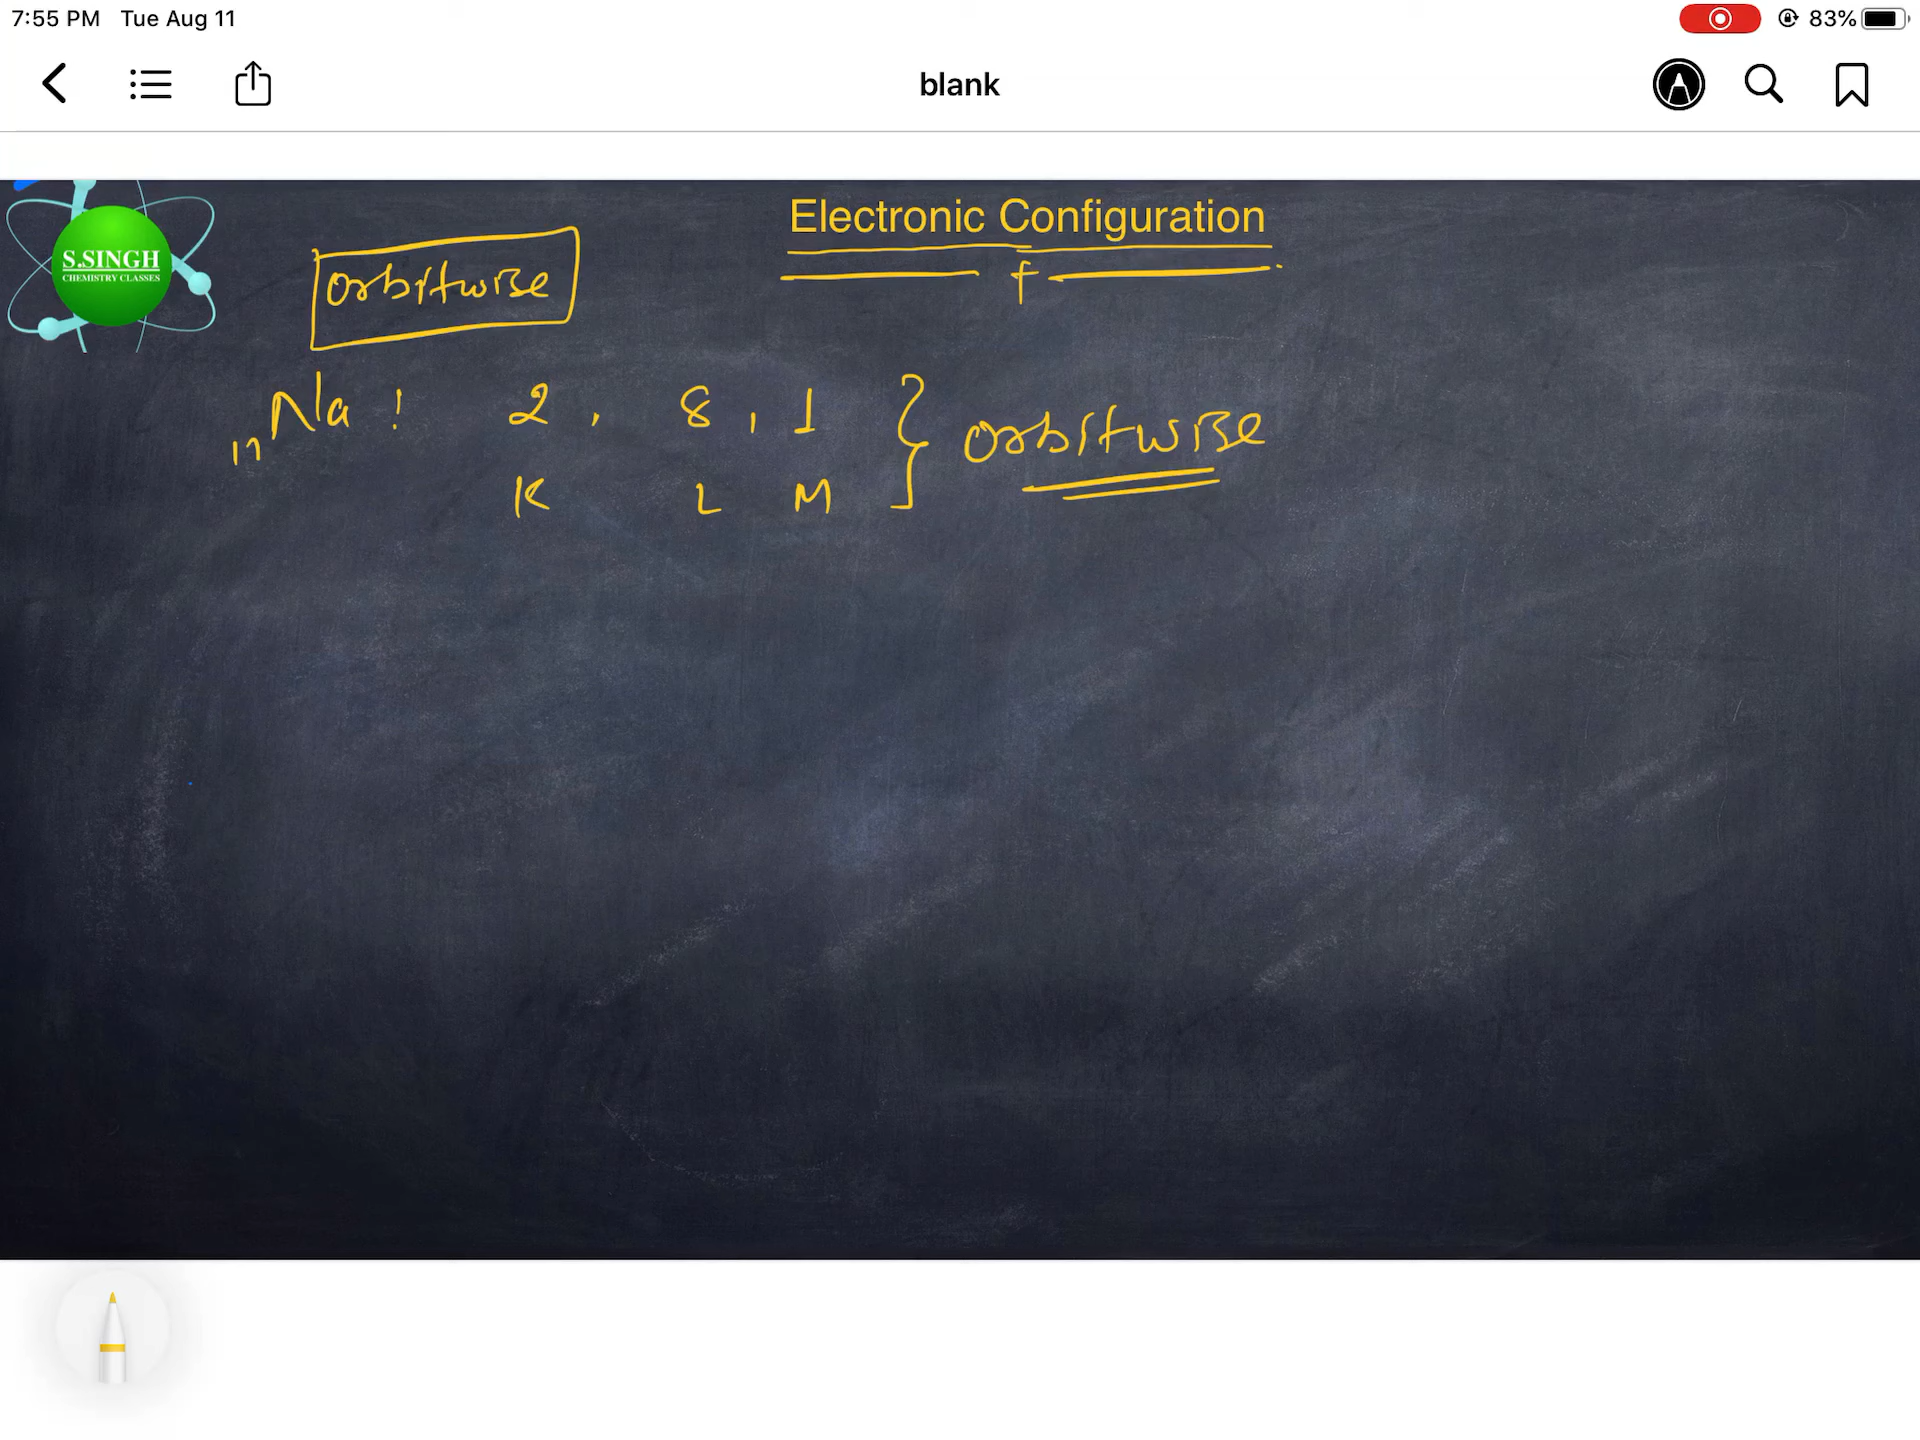 7:55 PM Tue Aug 11
83%
blank
Electronic Configuration
S.SINGH
CHEMISTRY CLASSES
orbitwise
11Na : 2, 8, 1 } orbitwise
K L M